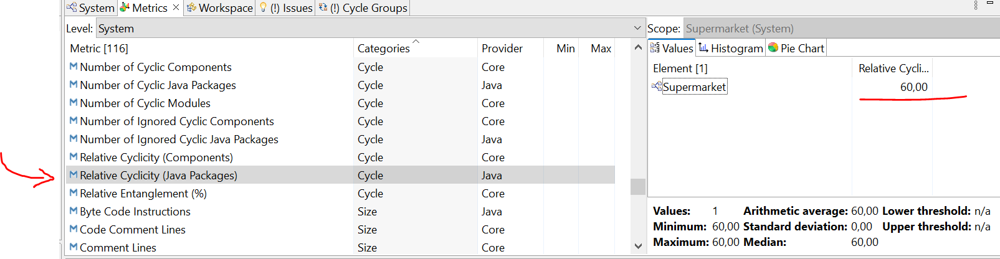 System Metrics Workspace (!) Issues (!) Cycle Groups
Level: System
Metric [116] Categories Provider Min Max
Number of Cyclic Components Cycle Core
Number of Cyclic Java Packages Cycle Java
Number of Cyclic Modules Cycle Core
Number of Ignored Cyclic Components Cycle Core
Number of Ignored Cyclic Java Packages Cycle Java
Relative Cyclicity (Components) Cycle Core
Relative Cyclicity (Java Packages) Cycle Java
Relative Entanglement (%) Cycle Core
Byte Code Instructions Size Java
Code Comment Lines Size Core
Comment Lines Size Core
Scope: Supermarket (System)
Values Histogram Pie Chart
Element [1] Relative Cycli...
Supermarket 60,00
Values: 1 Arithmetic average: 60,00 Lower threshold: n/a
Minimum: 60,00 Standard deviation: 0,00 Upper threshold: n/a
Maximum: 60,00 Median: 60,00